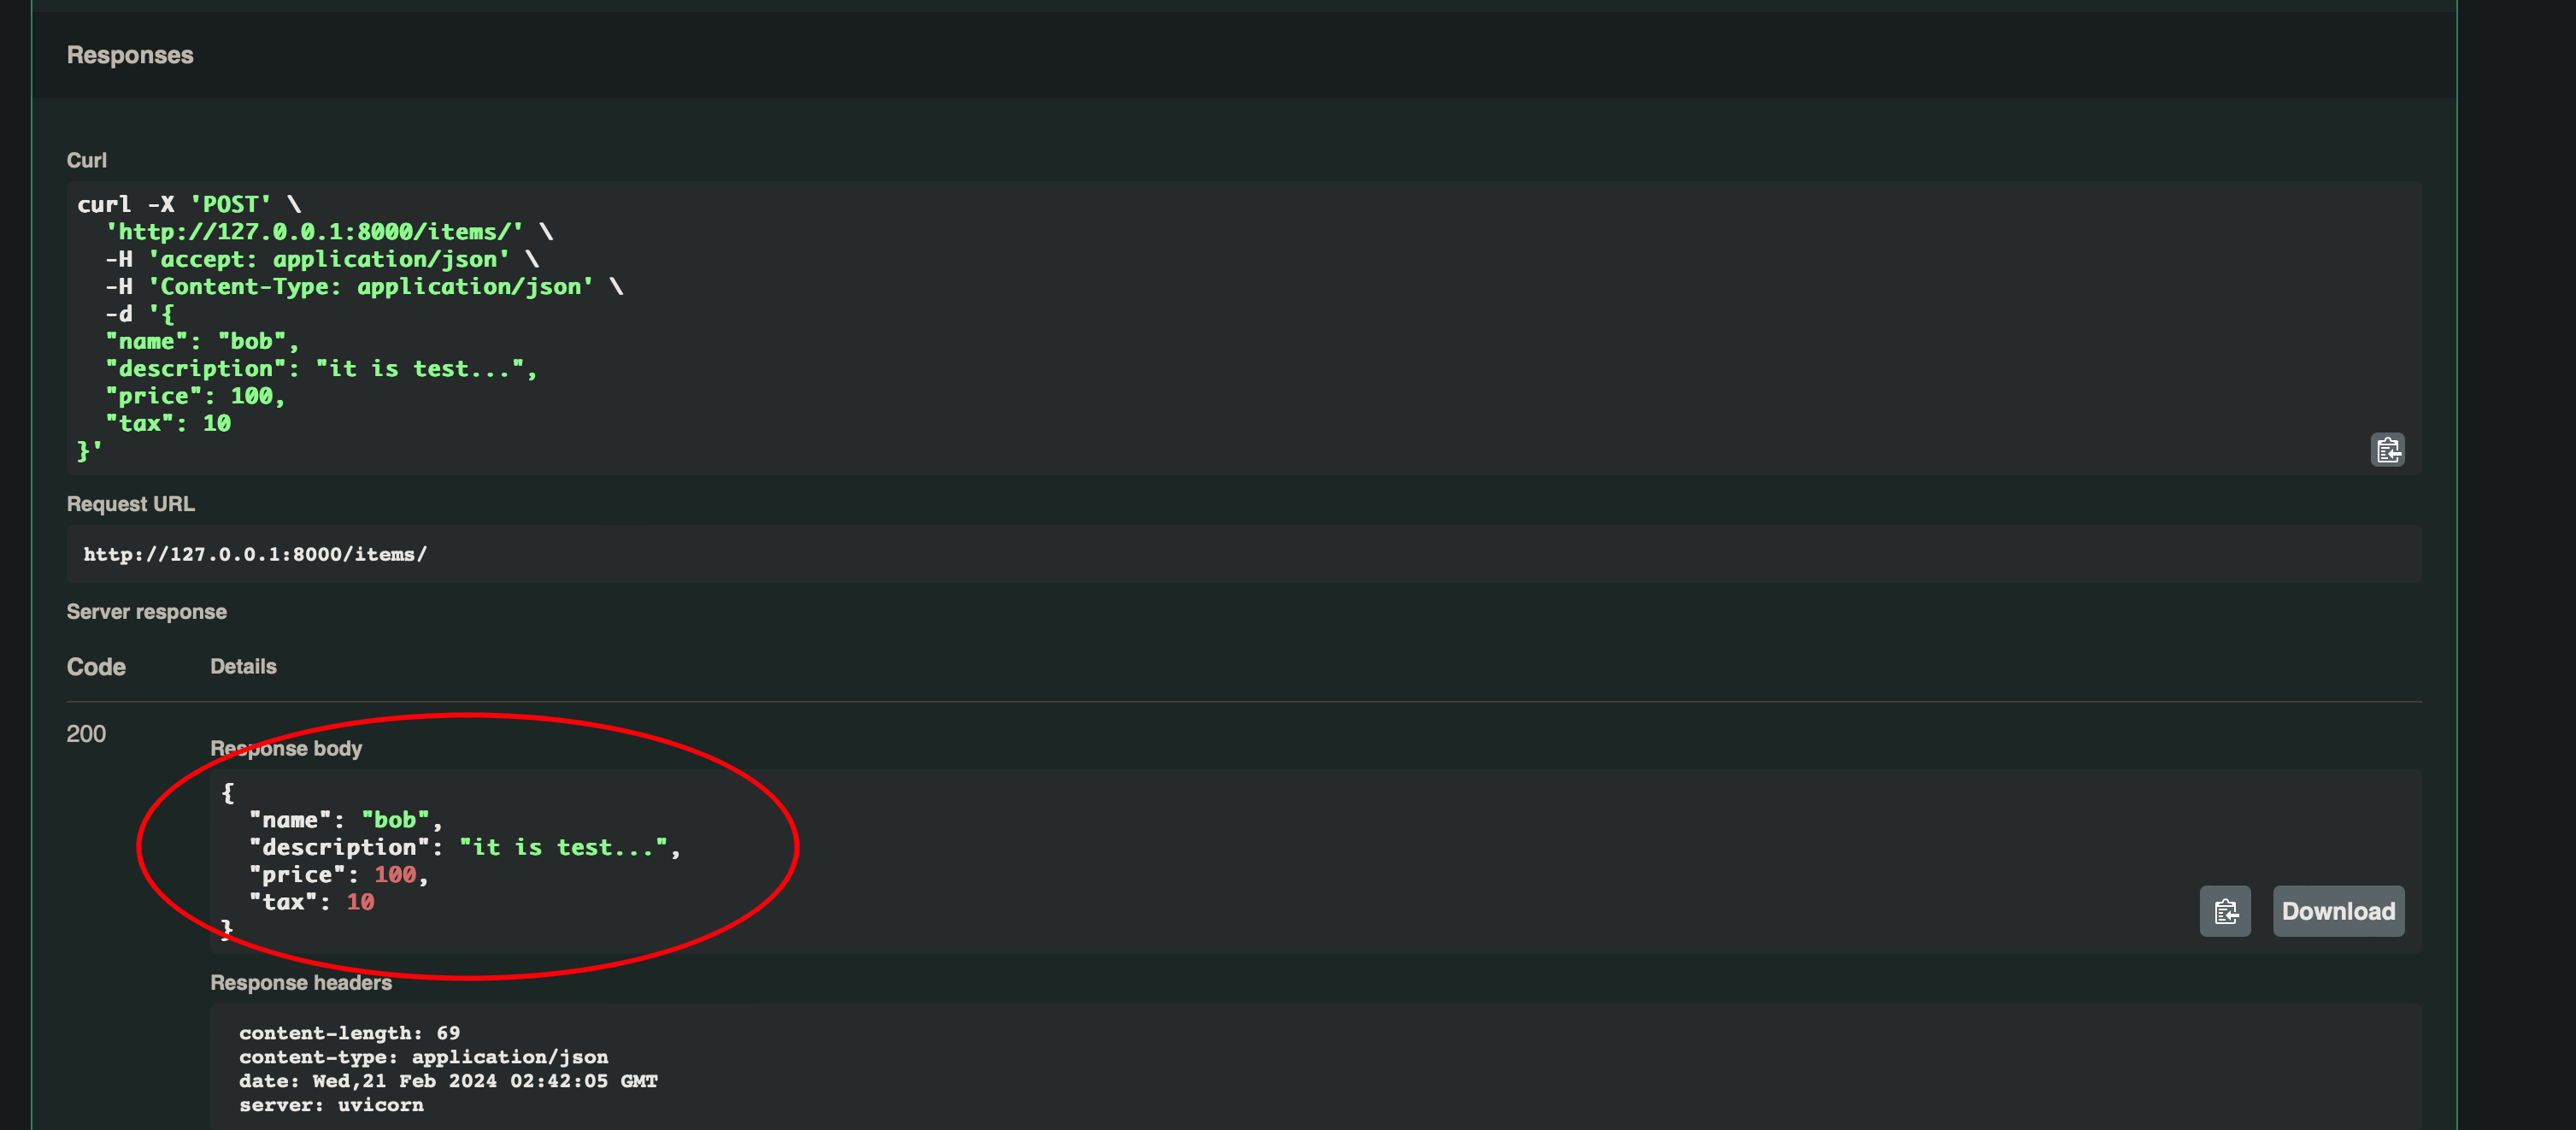 Responses
Curl
curl -X 'POST' \
  'http://127.0.0.1:8000/items/' \
  -H 'accept: application/json' \
  -H 'Content-Type: application/json' \
  -d '{
  "name": "bob",
  "description": "it is test...",
  "price": 100,
  "tax": 10
}'
Request URL
http://127.0.0.1:8000/items/
Server response
Code Details
200
Response body
{
  "name": "bob",
  "description": "it is test...",
  "price": 100,
  "tax": 10
}
Download
Response headers
content-length: 69
content-type: application/json
date: Wed,21 Feb 2024 02:42:05 GMT
server: uvicorn